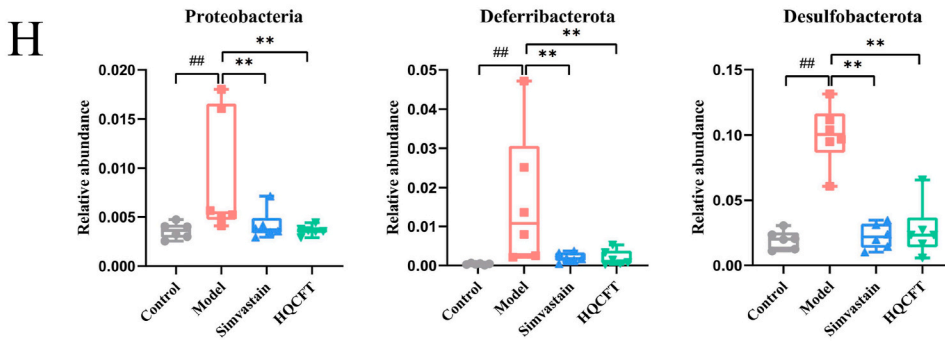 H
Proteobacteria
Relative abundance
0.020
0.015
0.010
0.005
0.000
##
**
**
Control
Model
Simvastain
HQCFT
Deferribacterota
Relative abundance
0.05
0.04
0.03
0.02
0.01
0.00
##
**
**
Control
Model
Simvastain
HQCFT
Desulfobacterota
Relative abundance
0.15
0.10
0.05
0.00
##
**
**
Control
Model
Simvastain
HQCFT